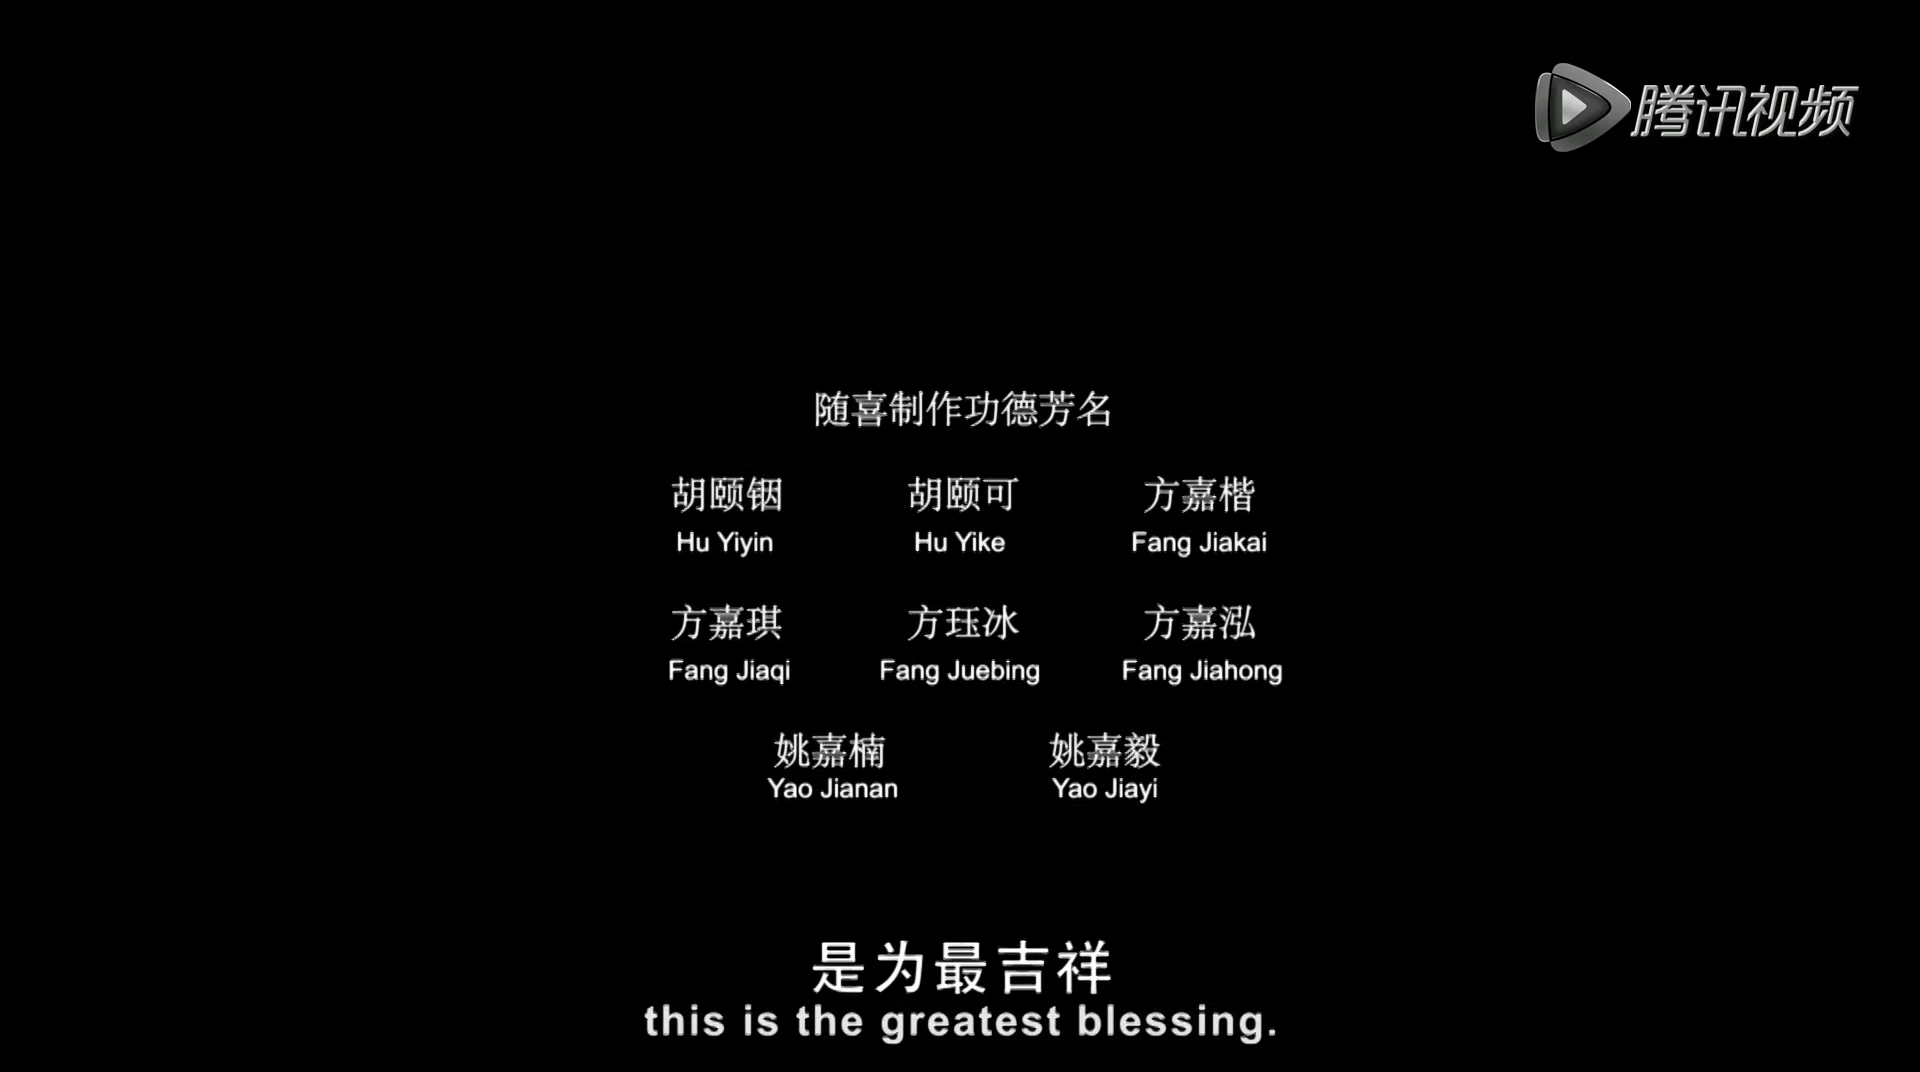 腾讯视频
随喜制作功德芳名
胡颐铟 胡颐可 方嘉楷
Hu Yiyin Hu Yike Fang Jiakai
方嘉琪 方珏冰 方嘉泓
Fang Jiaqi Fang Juebing Fang Jiahong
姚嘉楠 姚嘉毅
Yao Jianan Yao Jiayi
是为最吉祥
this is the greatest blessing.